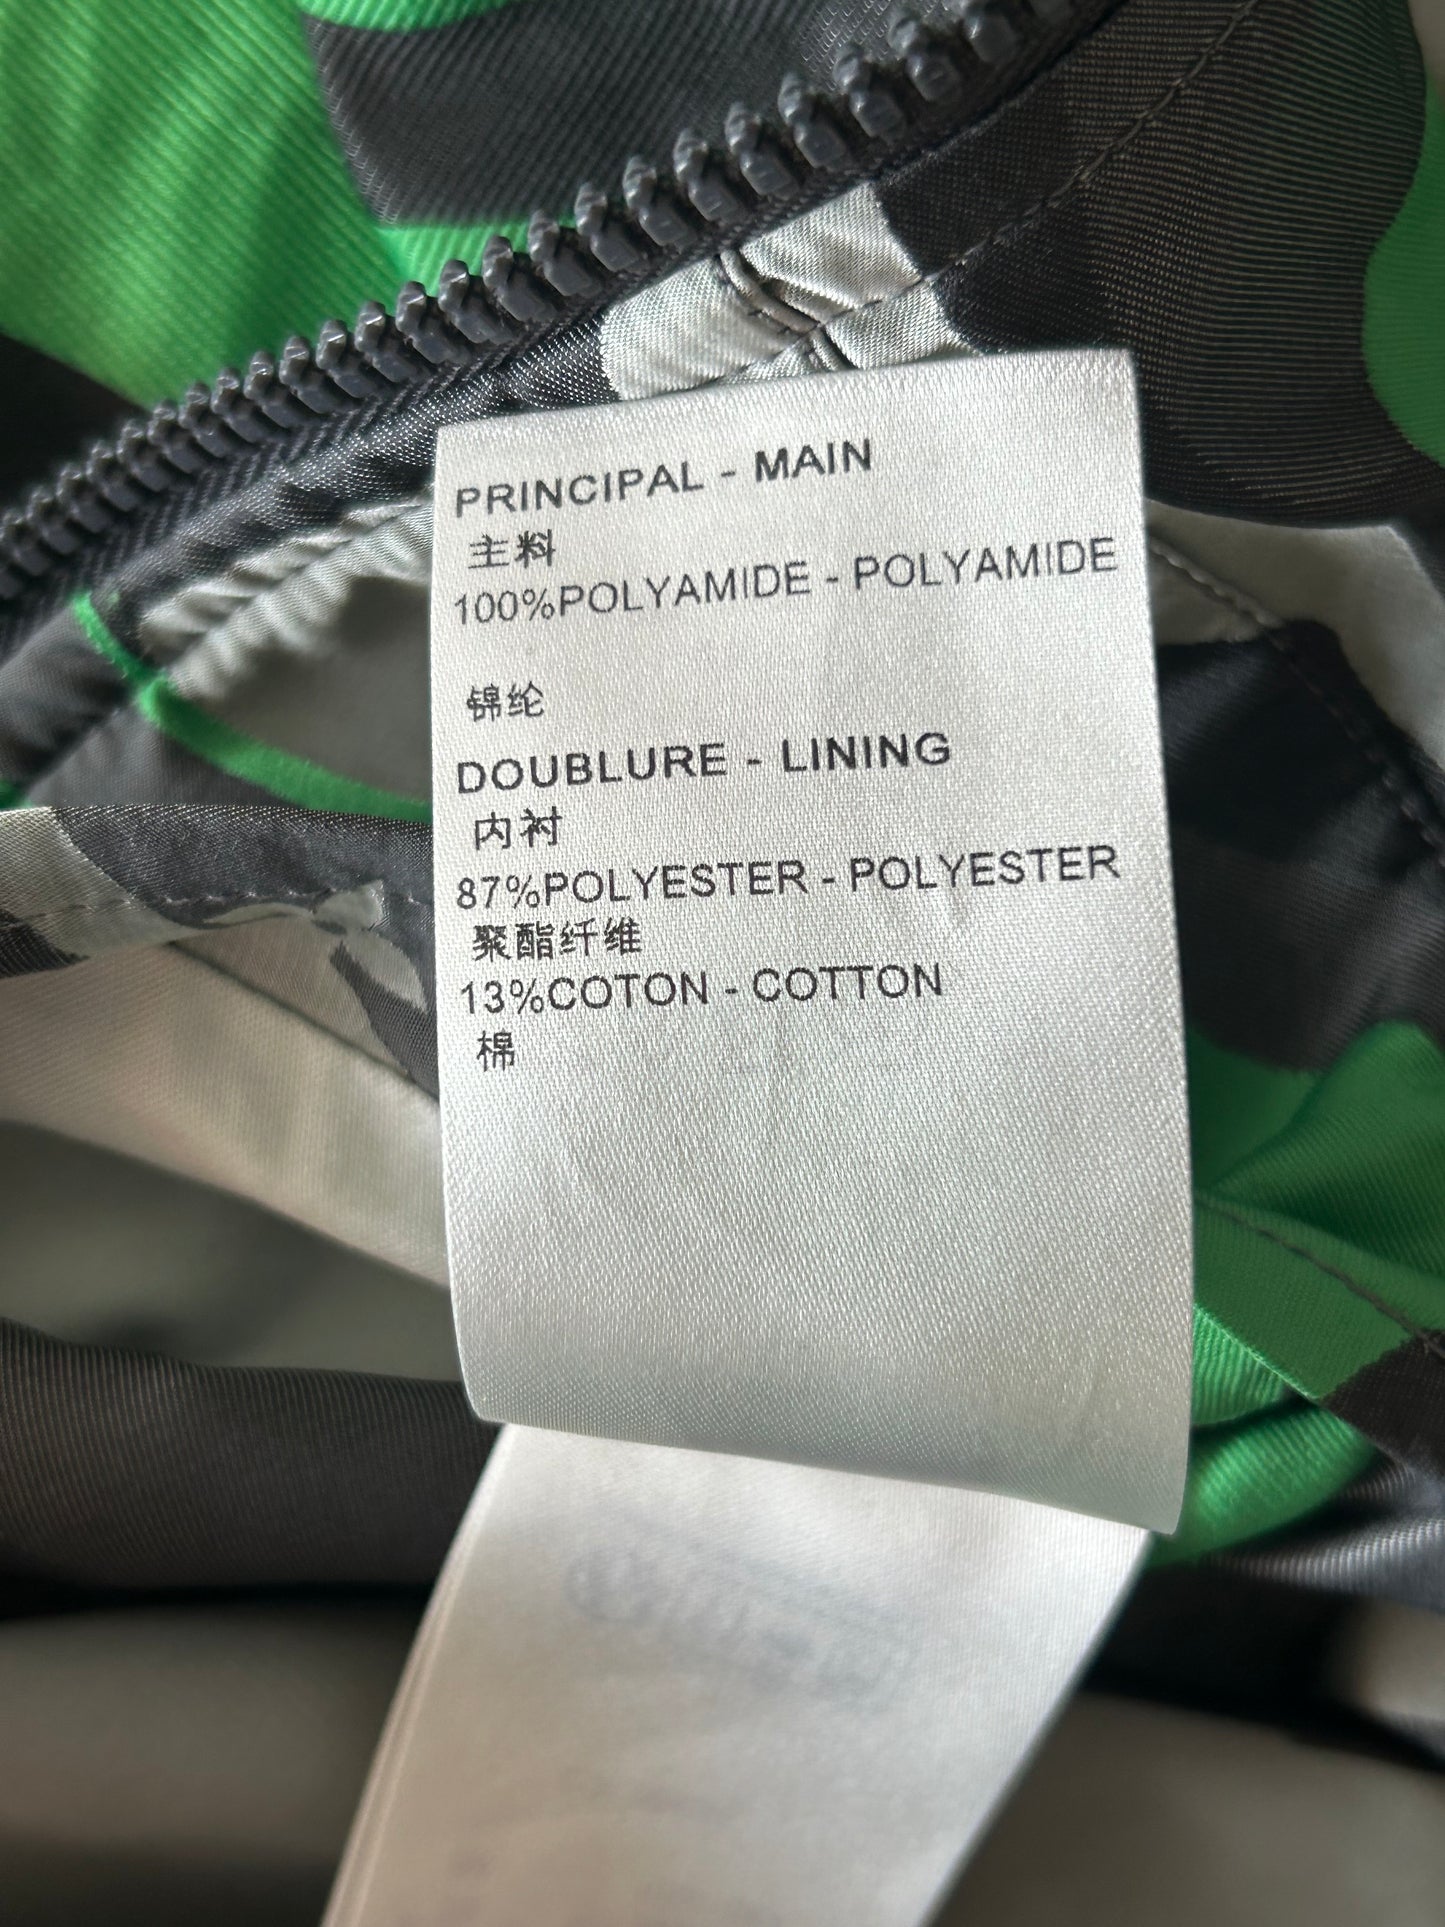 PRINCIPAL - MAIN
主料
100%POLYAMIDE - POLYAMIDE
锦纶
DOUBLURE - LINING
内衬
87%POLYESTER - POLYESTER
聚酯纤维
13%COTON - COTTON
棉